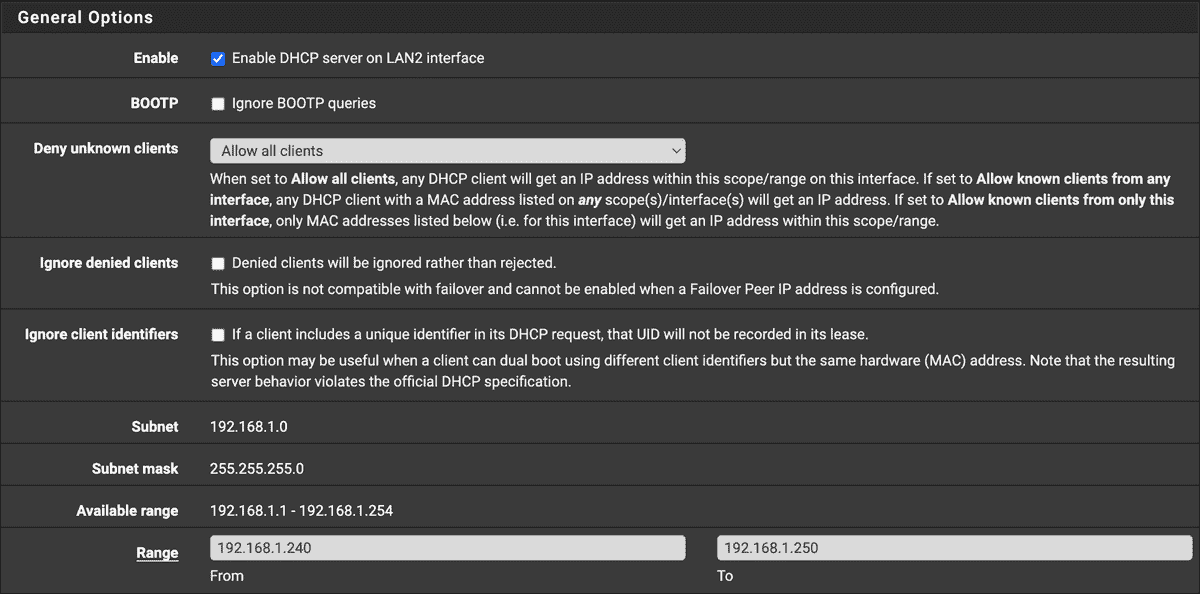 General Options
Enable
Enable DHCP server on LAN2 interface
BOOTP
Ignore BOOTP queries
Deny unknown clients
Allow all clients
When set to Allow all clients, any DHCP client will get an IP address within this scope/range on this interface. If set to Allow known clients from any
interface, any DHCP client with a MAC address listed on any scope(s)/interface(s) will get an IP address. If set to Allow known clients from only this
interface, only MAC addresses listed below (i.e. for this interface) will get an IP address within this scope/range.
Ignore denied clients
Denied clients will be ignored rather than rejected.
This option is not compatible with failover and cannot be enabled when a Failover Peer IP address is configured.
Ignore client identifiers
If a client includes a unique identifier in its DHCP request, that UID will not be recorded in its lease.
This option may be useful when a client can dual boot using different client identifiers but the same hardware (MAC) address. Note that the resulting
server behavior violates the official DHCP specification.
Subnet
192.168.1.0
Subnet mask
255.255.255.0
Available range
192.168.1.1 - 192.168.1.254
Range
192.168.1.240
192.168.1.250
From
To